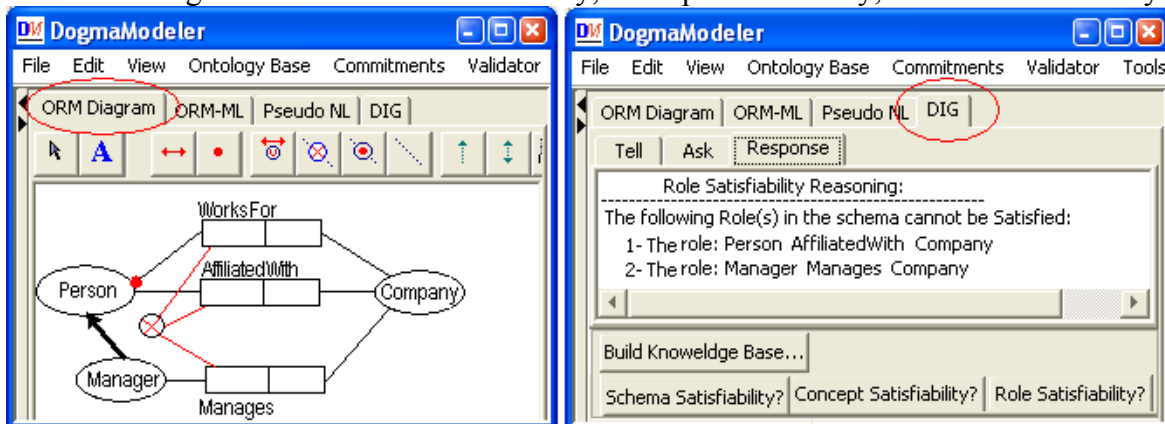 DogmaModeler
File Edit View Ontology Base Commitments Validator
ORM Diagram ORM-ML Pseudo NL DIG
A
WorksFor
AffiliatedWith
Person
Company
Manager
Manages
DogmaModeler
File Edit View Ontology Base Commitments Validator Tools
ORM Diagram ORM-ML Pseudo NL DIG
Tell Ask Response
Role Satisfiability Reasoning:
The following Role(s) in the schema cannot be Satisfied:
1- The role: Person AffiliatedWith Company
2- The role: Manager Manages Company
Build Knoweldge Base...
Schema Satisfiability? Concept Satisfiability? Role Satisfiability?